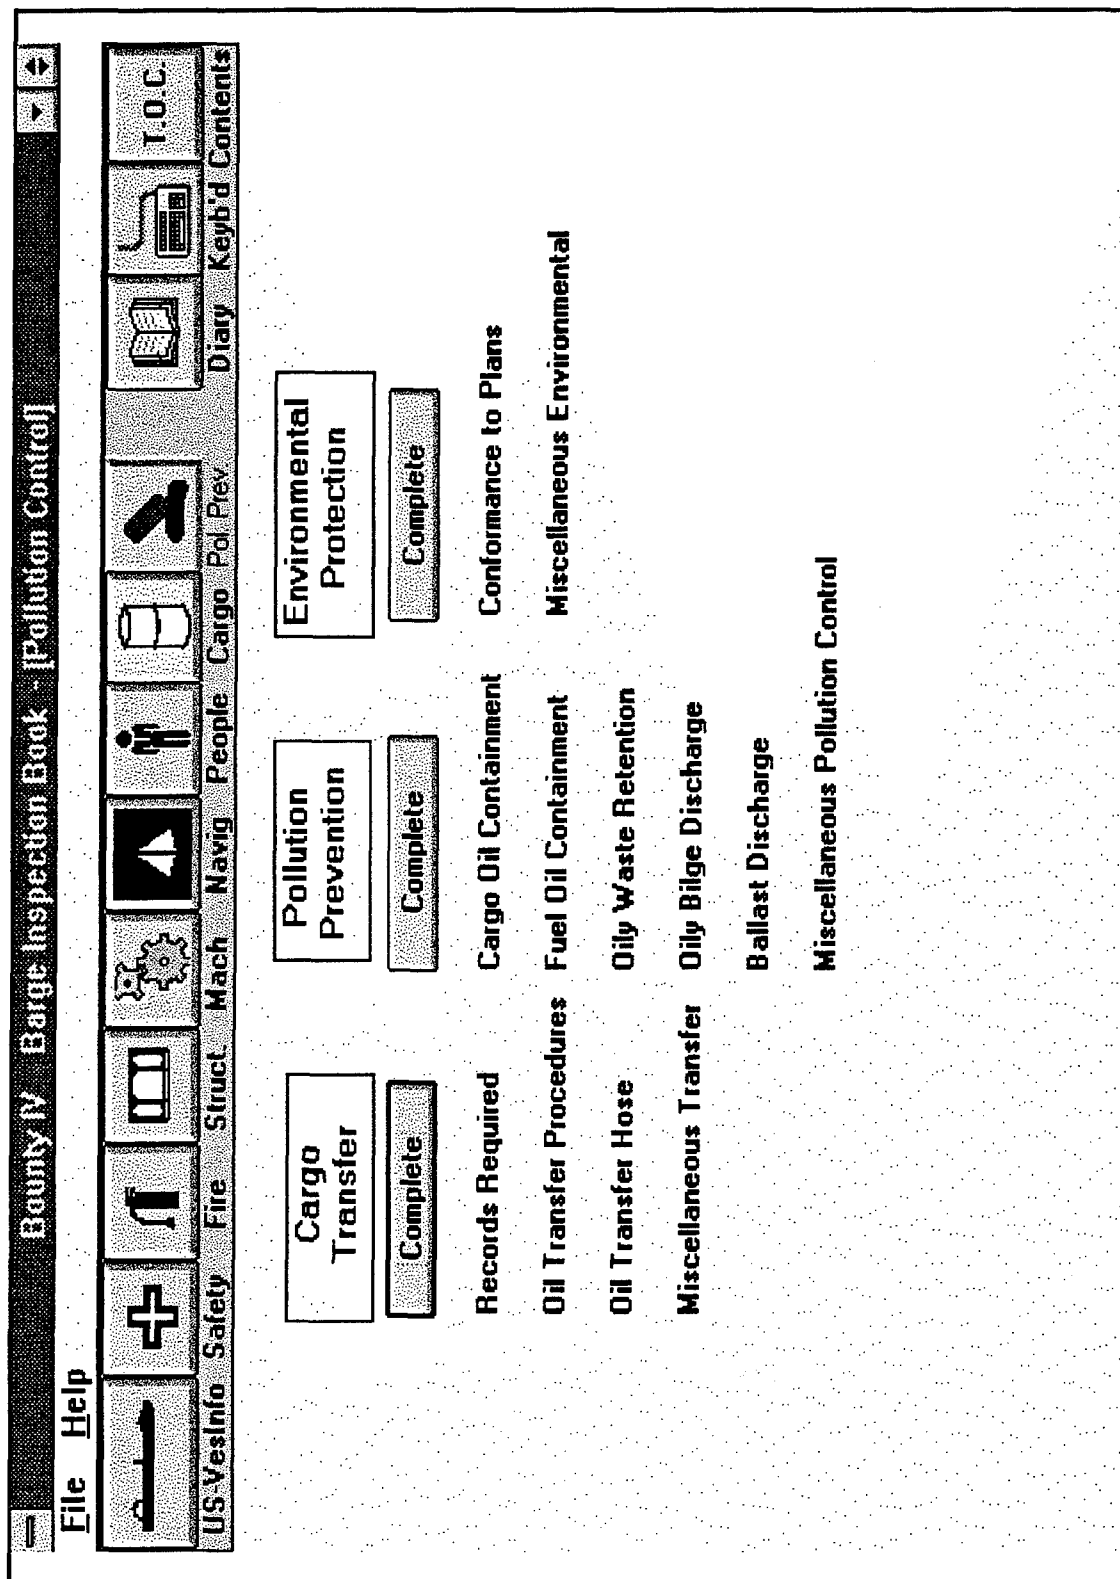 Bounty IV - Barge Inspection Book - [Pollution Control]
File Help
T.O.C.
US-VesInfo Safety Fire Struct. Mach Navig People Cargo Pol. Prev Diary Keyb'd Contents
Cargo
Transfer
Complete
Records Required
Oil Transfer Procedures
Oil Transfer Hose
Miscellaneous Transfer
Pollution
Prevention
Complete
Cargo Oil Containment
Fuel Oil Containment
Oily Waste Retention
Oily Bilge Discharge
Ballast Discharge
Miscellaneous Pollution Control
Environmental
Protection
Complete
Conformance to Plans
Miscellaneous Environmental